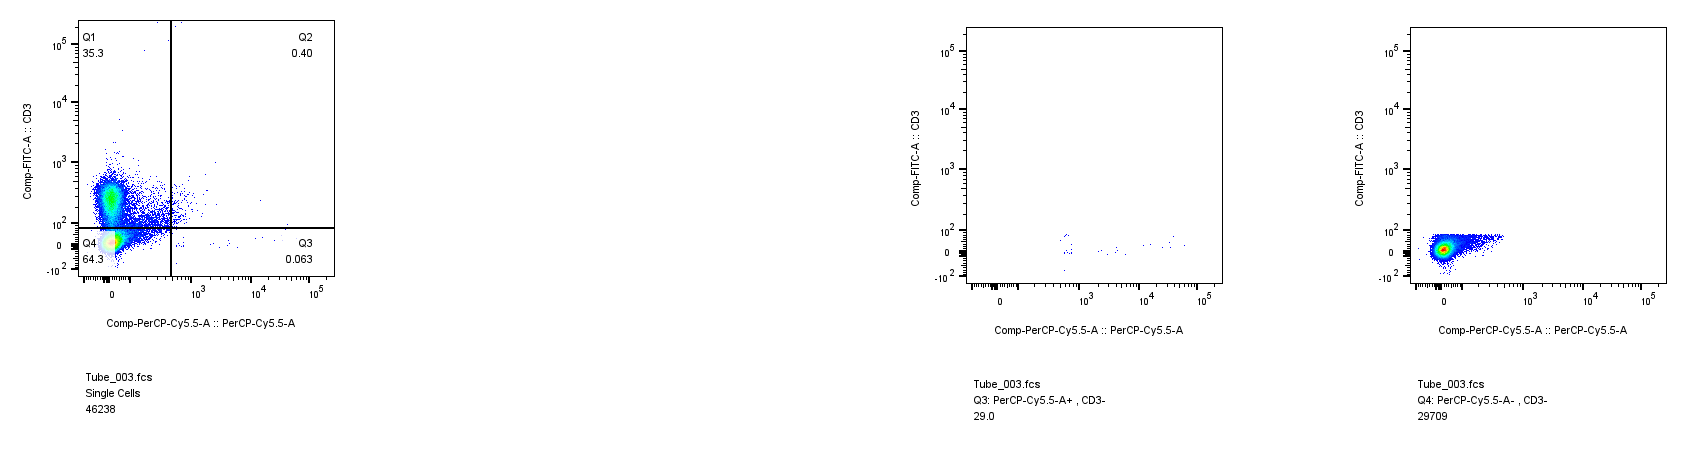 Q1
35.3
Q2
0.40
Q4
64.3
Q3
0.063
10^5
10^4
10^3
10^2
0
-10^2
0
10^3
10^4
10^5
Comp-FITC-A :: CD3
Comp-PerCP-Cy5.5-A :: PerCP-Cy5.5-A
Tube_003.fcs
Single Cells
46238
10^5
10^4
10^3
10^2
0
-10^2
0
10^3
10^4
10^5
Comp-FITC-A :: CD3
Comp-PerCP-Cy5.5-A :: PerCP-Cy5.5-A
Tube_003.fcs
Q3: PerCP-Cy5.5-A+ , CD3-
29.0
10^5
10^4
10^3
10^2
0
-10^2
0
10^3
10^4
10^5
Comp-FITC-A :: CD3
Comp-PerCP-Cy5.5-A :: PerCP-Cy5.5-A
Tube_003.fcs
Q4: PerCP-Cy5.5-A- , CD3-
29709